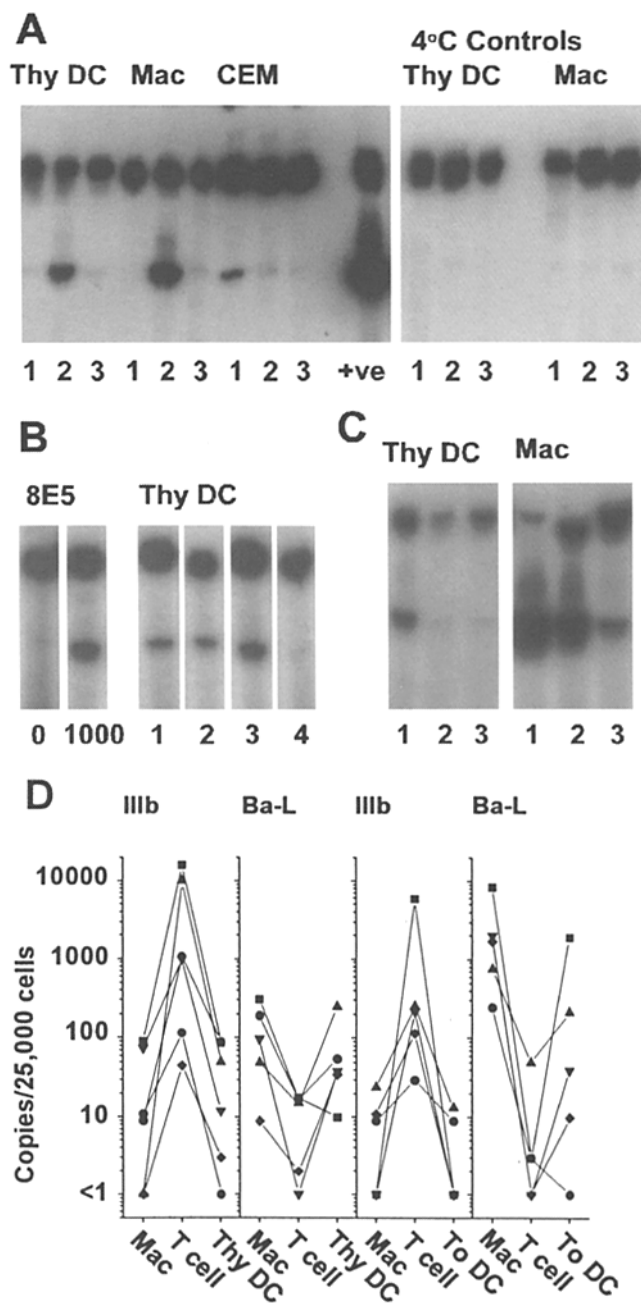 A
4°C Controls
Thy DC Mac CEM
Thy DC Mac
1 2 3 1 2 3 1 2 3 +ve
1 2 3 1 2 3
B
C
8E5 Thy DC
Thy DC Mac
0 1000 1 2 3 4
1 2 3 1 2 3
D
IIIb Ba-L IIIb Ba-L
10000
1000
100
10
<1
Copies/25,000 cells
Mac T cell Thy DC Mac T cell Thy DC Mac T cell To DC Mac T cell To DC